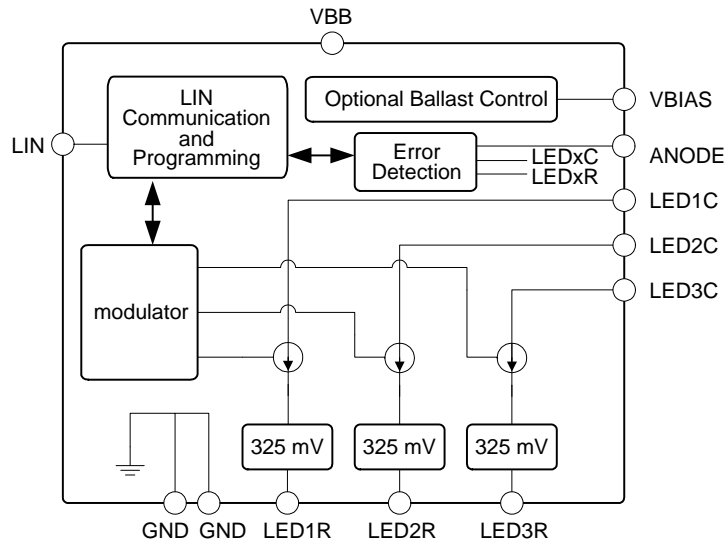 VBB
LIN
Communication
and
Programming
Optional Ballast Control
VBIAS
LIN
Error
Detection
LEDxC
LEDxR
ANODE
LED1C
LED2C
LED3C
modulator
325 mV
325 mV
325 mV
GND
GND
LED1R
LED2R
LED3R